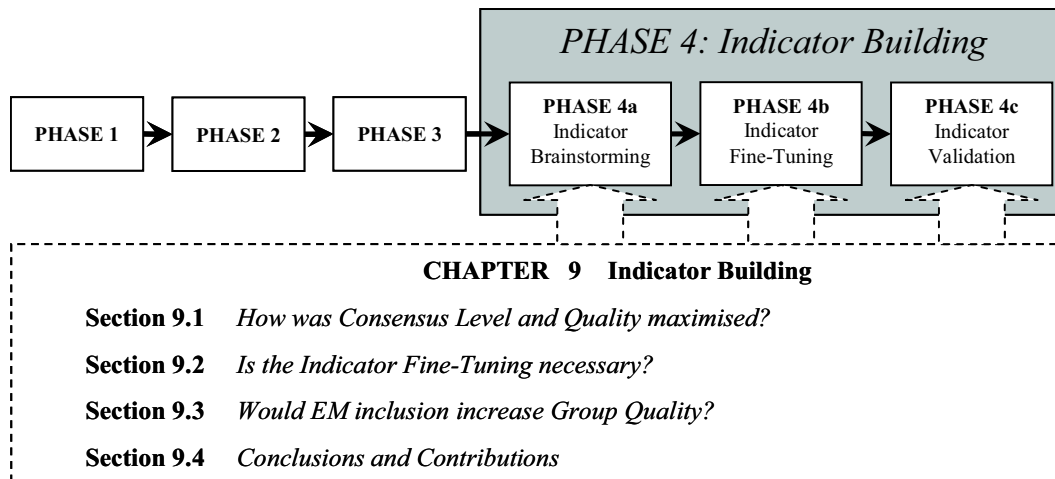 PHASE 4: Indicator Building
PHASE 1
PHASE 2
PHASE 3
PHASE 4a
Indicator
Brainstorming
PHASE 4b
Indicator
Fine-Tuning
PHASE 4c
Indicator
Validation
CHAPTER 9 Indicator Building
Section 9.1 How was Consensus Level and Quality maximised?
Section 9.2 Is the Indicator Fine-Tuning necessary?
Section 9.3 Would EM inclusion increase Group Quality?
Section 9.4 Conclusions and Contributions